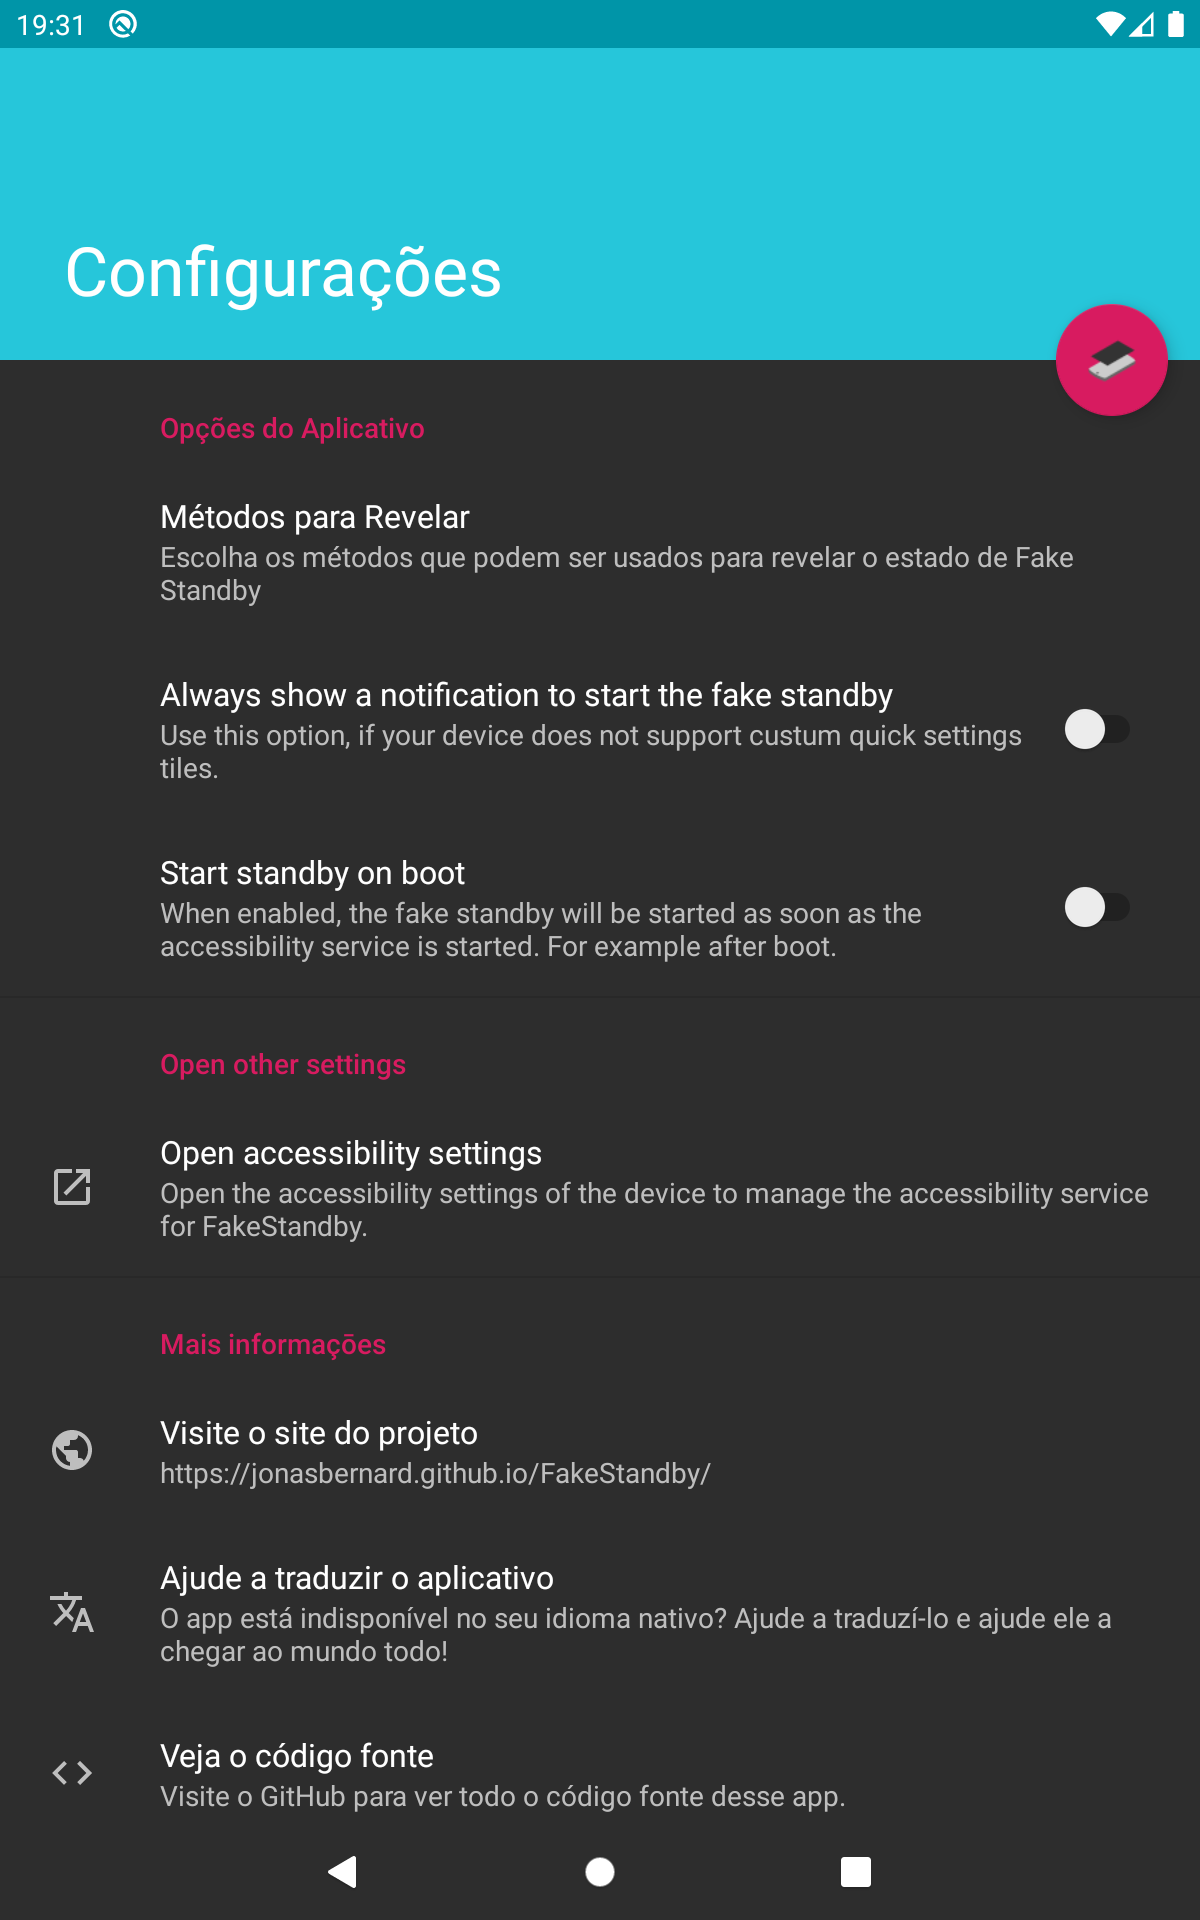 19:31
Configurações
Opções do Aplicativo
Métodos para Revelar
Escolha os métodos que podem ser usados para revelar o estado de Fake
Standby
Always show a notification to start the fake standby
Use this option, if your device does not support custum quick settings
tiles.
Start standby on boot
When enabled, the fake standby will be started as soon as the
accessibility service is started. For example after boot.
Open other settings
Open accessibility settings
Open the accessibility settings of the device to manage the accessibility service
for FakeStandby.
Mais informações
Visite o site do projeto
https://jonasbernard.github.io/FakeStandby/
Ajude a traduzir o aplicativo
O app está indisponível no seu idioma nativo? Ajude a traduzí-lo e ajude ele a
chegar ao mundo todo!
Veja o código fonte
Visite o GitHub para ver todo o código fonte desse app.